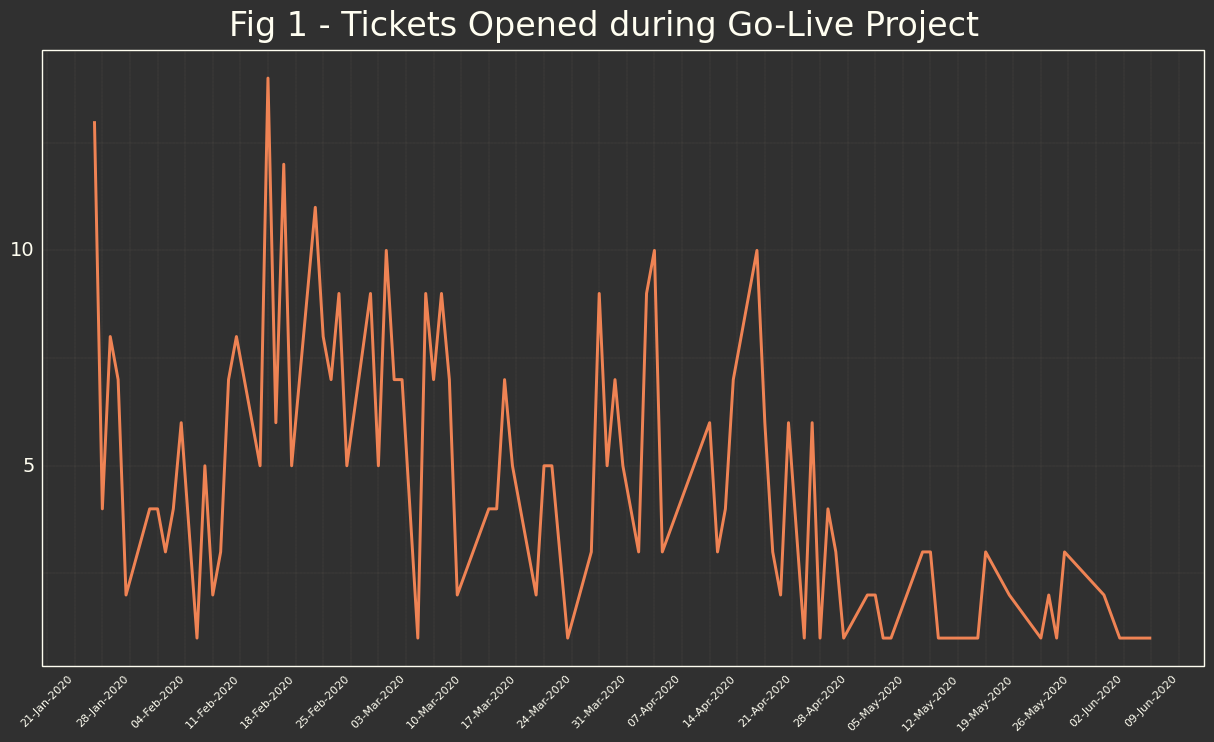 Fig 1 - Tickets Opened during Go-Live Project
10
5
21-Jan-2020
28-Jan-2020
04-Feb-2020
11-Feb-2020
18-Feb-2020
25-Feb-2020
03-Mar-2020
10-Mar-2020
17-Mar-2020
24-Mar-2020
31-Mar-2020
07-Apr-2020
14-Apr-2020
21-Apr-2020
28-Apr-2020
05-May-2020
12-May-2020
19-May-2020
26-May-2020
02-Jun-2020
09-Jun-2020